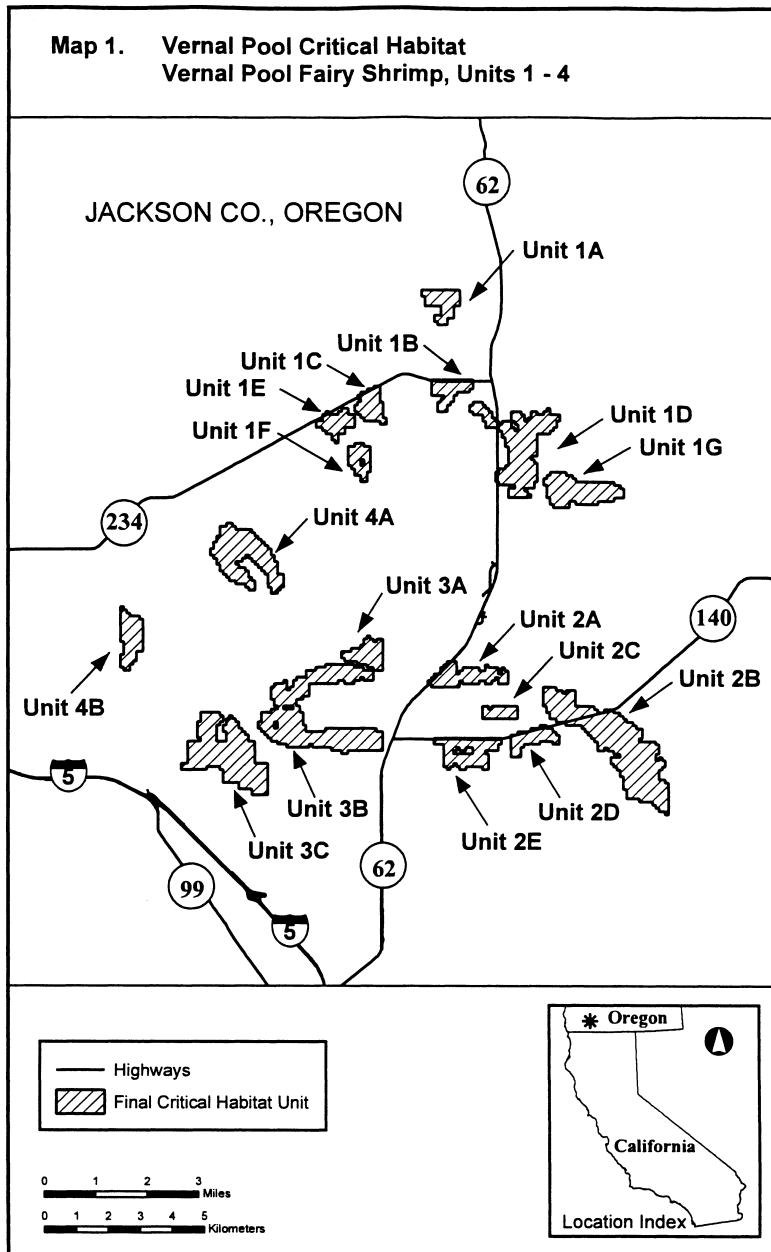 Map 1. Vernal Pool Critical Habitat
Vernal Pool Fairy Shrimp, Units 1 - 4
62
JACKSON CO., OREGON
Unit 1A
Unit 1B
Unit 1C
Unit 1E
Unit 1D
Unit 1F
Unit 1G
234
Unit 4A
Unit 3A
140
Unit 2A
Unit 2C
Unit 2B
Unit 4B
5
Unit 3B
Unit 2D
Unit 2E
Unit 3C
62
99
5
Highways
Final Critical Habitat Unit
0 1 2 3
Miles
0 1 2 3 4 5
Kilometers
Oregon
California
Location Index